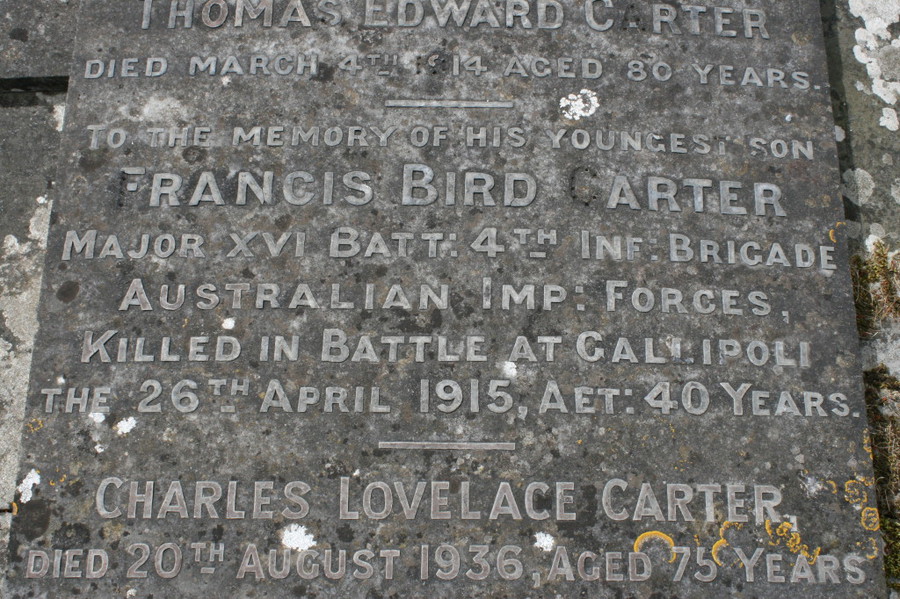 THOMAS EDWARD CARTER
DIED MARCH 4TH 1914 AGED 80 YEARS.
TO THE MEMORY OF HIS YOUNGEST SON
FRANCIS BIRD CARTER
MAJOR XVI BATT: 4TH INF: BRIGADE
AUSTRALIAN IMP: FORCES,
KILLED IN BATTLE AT GALLIPOLI
THE 26TH APRIL 1915, AET: 40 YEARS.
CHARLES LOVELACE CARTER,
DIED 20TH AUGUST 1936, AGED 75 YEARS